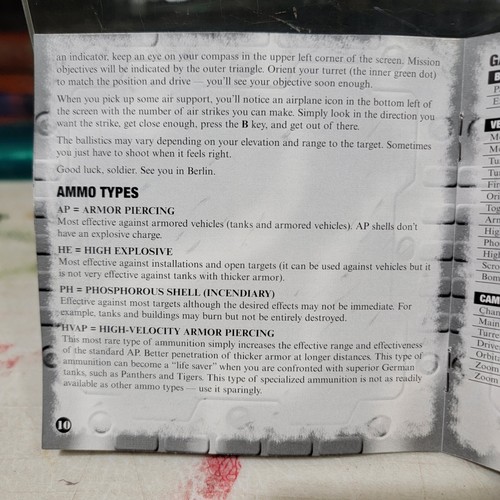 an indicator, keep an eye on your compass in the upper left corner of the screen. Mission
objectives will be indicated by the outer triangle. Orient your turret (the inner green dot)
to match the position and drive — you'll see your objective soon enough.
When you pick up some air support, you'll notice an airplane icon in the bottom left of
the screen with the number of air strikes you can make. Simply look in the direction you
want the strike, get close enough, press the B key, and get out of there.
The ballistics may vary depending on your elevation and range to the target. Sometimes
you just have to shoot when it feels right.
Good luck, soldier. See you in Berlin.
AMMO TYPES
AP = ARMOR PIERCING
Most effective against armored vehicles (tanks and armored vehicles). AP shells don't
have an explosive charge.
HE = HIGH EXPLOSIVE
Most effective against installations and open targets (it can be used against vehicles but it
is not very effective against tanks with thicker armor).
PH = PHOSPHOROUS SHELL (INCENDIARY)
Effective against most targets although the desired effects may not be immediate. For
example, tanks and buildings may burn but not be entirely destroyed.
HVAP = HIGH-VELOCITY ARMOR PIERCING
This most rare type of ammunition simply increases the effective range and effectiveness
of the standard AP. Better penetration of thicker armor at longer distances. This type of
ammunition can become a "life saver" when you are confronted with superior German
tanks, such as Panthers and Tigers. This type of specialized ammunition is not as readily
available as other ammo types — use it sparingly.
10